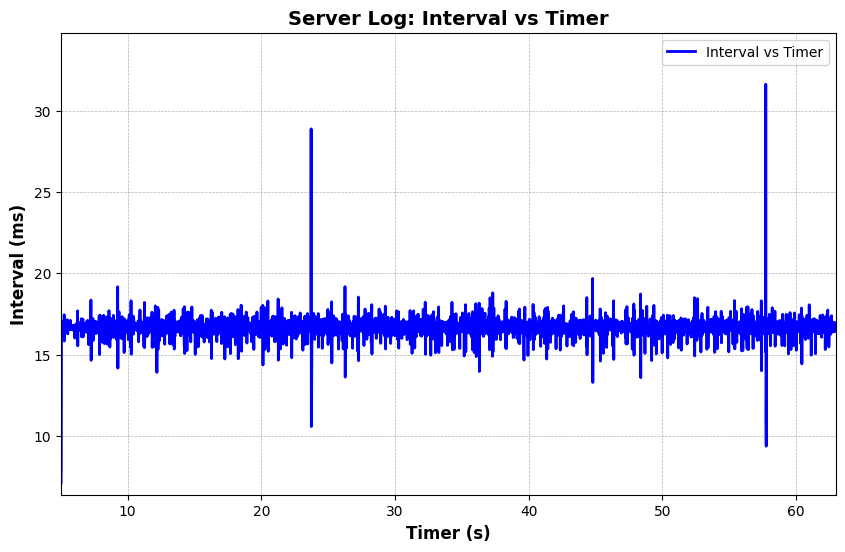 Server Log: Interval vs Timer
Interval vs Timer
30
25
20
15
10
Interval (ms)
10 20 30 40 50 60
Timer (s)